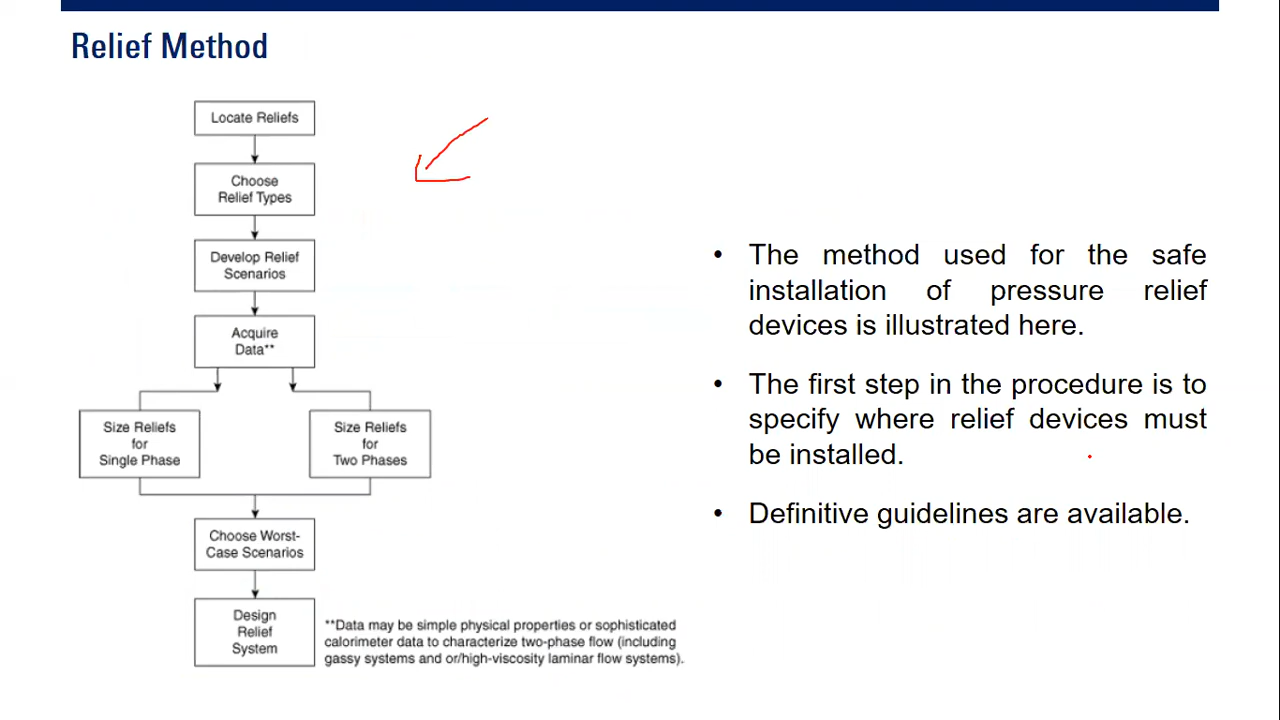 Relief Method
Locate Reliefs
Choose
Relief Types
Develop Relief
Scenarios
Acquire
Data**
Size Reliefs
for
Single Phase
Size Reliefs
for
Two Phases
Choose Worst-
Case Scenarios
Design
Relief
System
**Data may be simple physical properties or sophisticated
calorimeter data to characterize two-phase flow (including
gassy systems and or/high-viscosity laminar flow systems).
• The method used for the safe
installation of pressure relief
devices is illustrated here.
• The first step in the procedure is to
specify where relief devices must
be installed.
• Definitive guidelines are available.